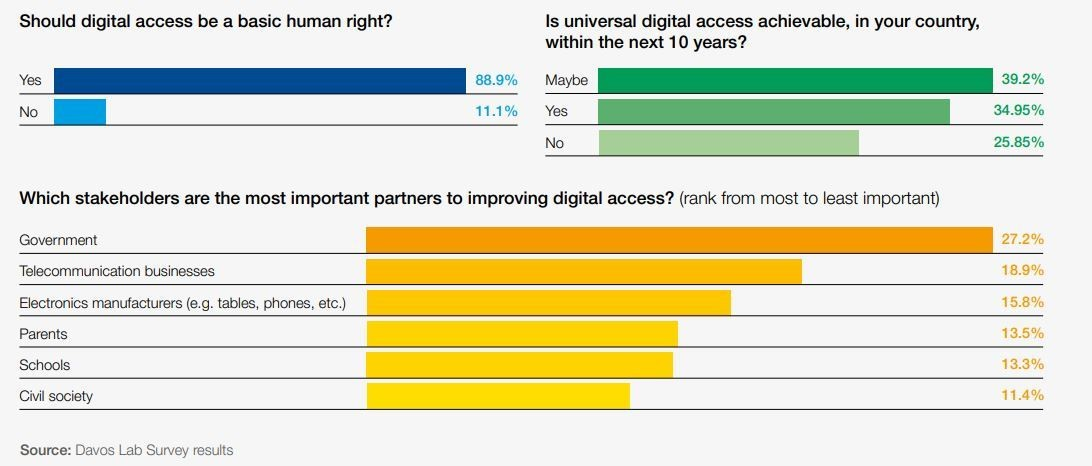 Should digital access be a basic human right?
Yes 88.9%
No 11.1%
Is universal digital access achievable, in your country,
within the next 10 years?
Maybe 39.2%
Yes 34.95%
No 25.85%
Which stakeholders are the most important partners to improving digital access? (rank from most to least important)
Government 27.2%
Telecommunication businesses 18.9%
Electronics manufacturers (e.g. tables, phones, etc.) 15.8%
Parents 13.5%
Schools 13.3%
Civil society 11.4%
Source: Davos Lab Survey results